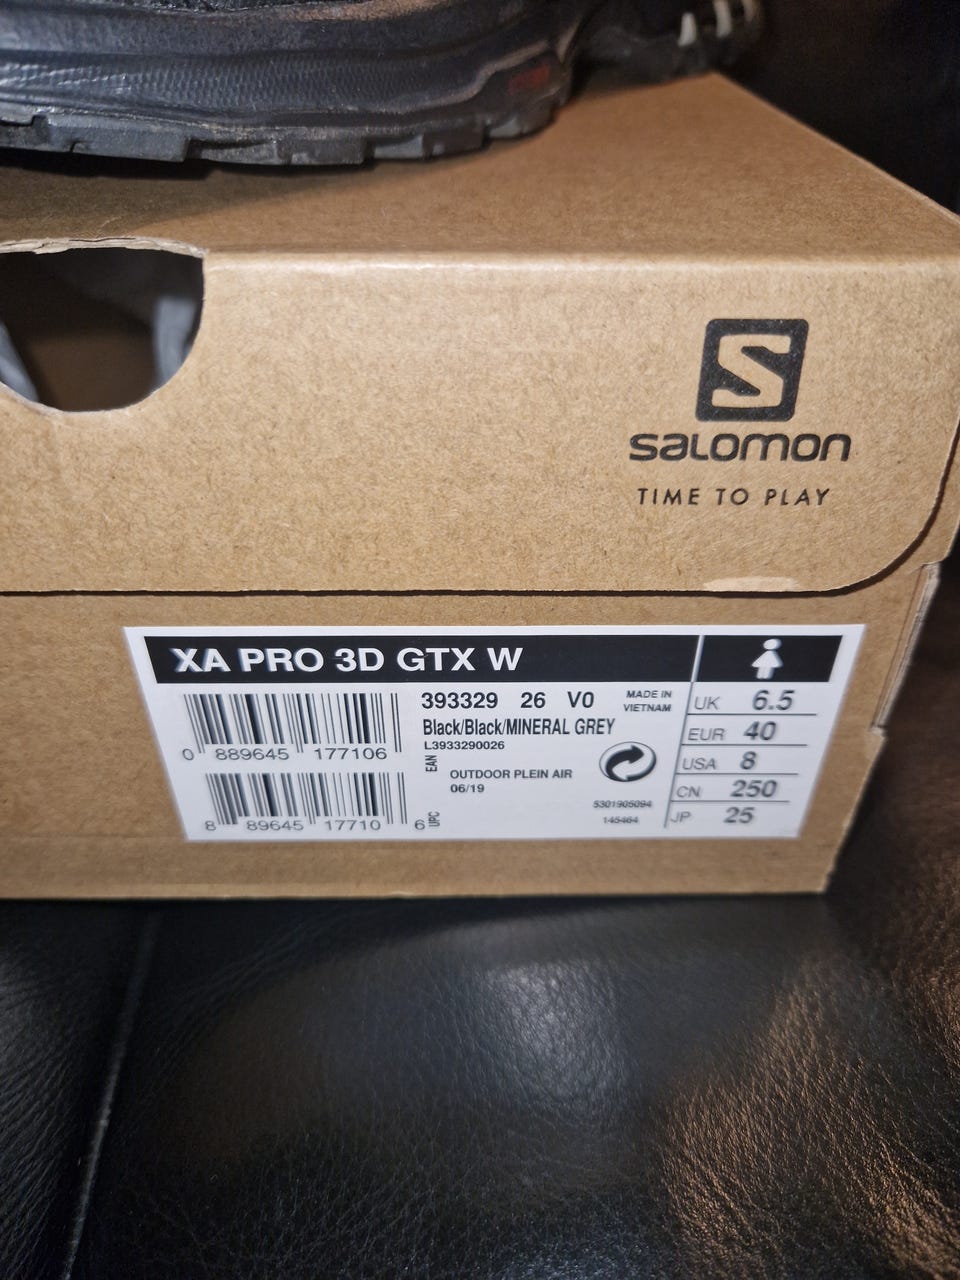 salomon
TIME TO PLAY
XA PRO 3D GTX W
393329 26 V0
MADE IN
VIETNAM
Black/Black/MINERAL GREY
L3933290026
0 889645 177106
EAN
OUTDOOR PLEIN AIR
06/19
8 89645 17710 6
UPC
5301905094
145464
UK 6.5
EUR 40
USA 8
CN 250
JP 25